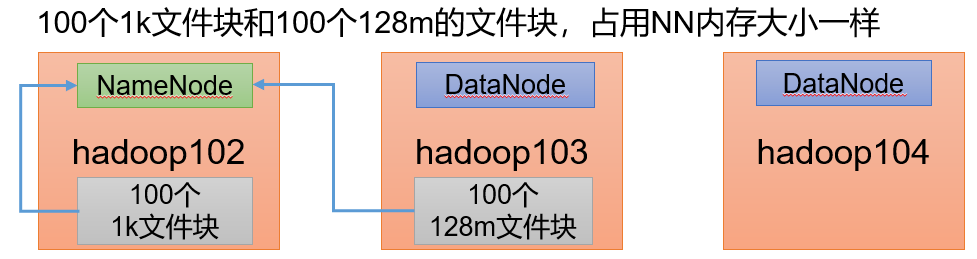 100个1k文件块和100个128m的文件块，占用NN内存大小一样
NameNode
DataNode
DataNode
hadoop102
hadoop103
hadoop104
100个
1k文件块
100个
128m文件块